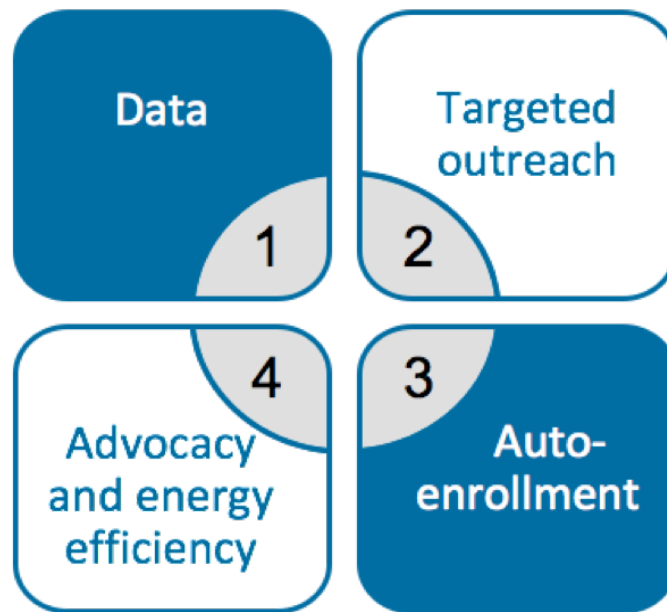 Data
1
Targeted
outreach
2
Auto-
enrollment
3
Advocacy
and energy
efficiency
4